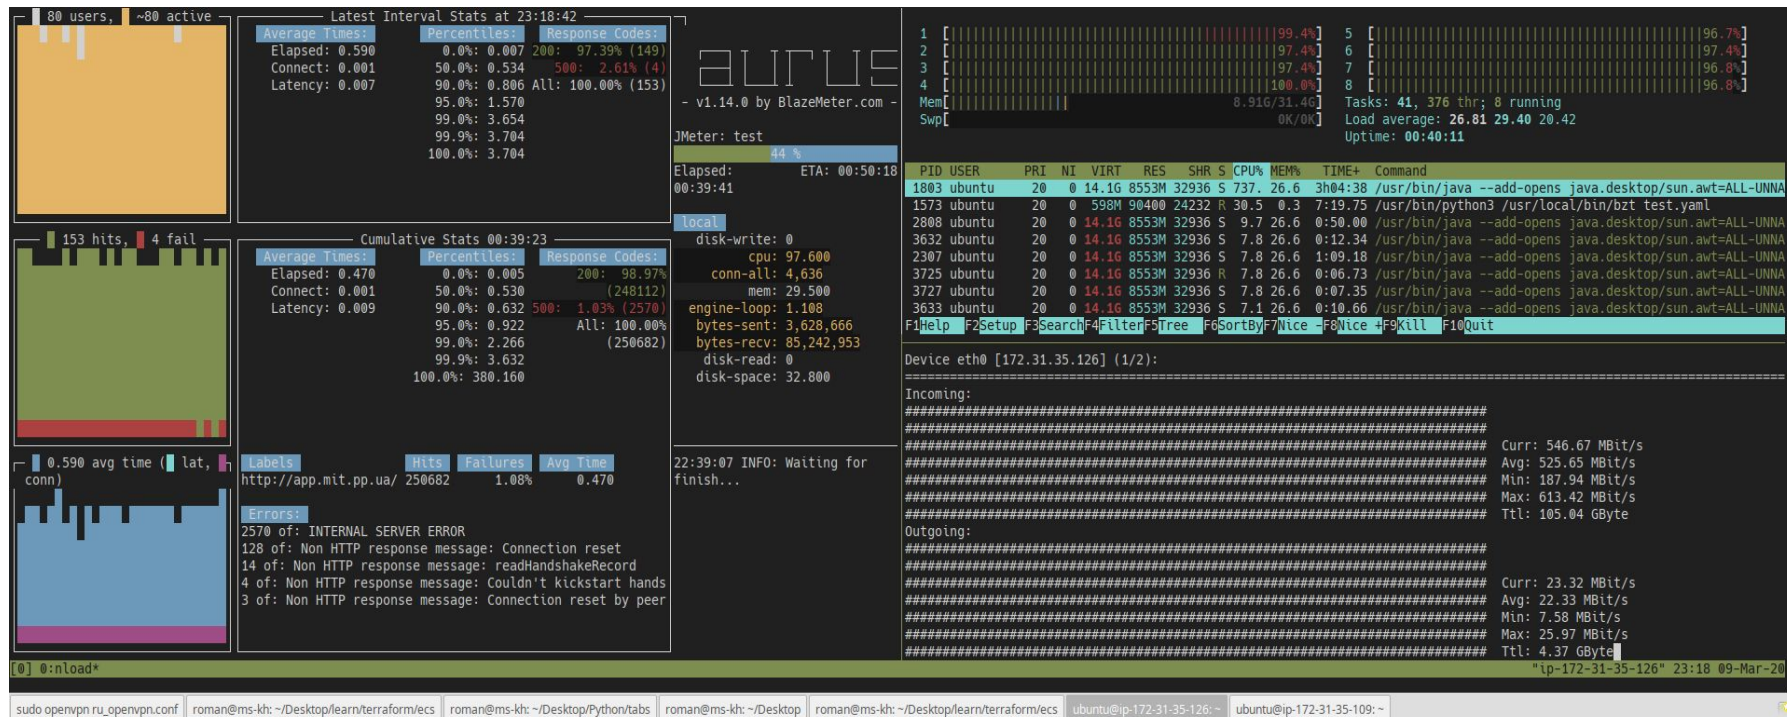 80 users, ~80 active
Latest Interval Stats at 23:18:42
Average Times: Percentiles: Response Codes:
Elapsed: 0.590 0.0%: 0.007 200: 97.39% (149)
Connect: 0.001 50.0%: 0.534 500: 2.61% (4)
Latency: 0.007 90.0%: 0.806 All: 100.00% (153)
95.0%: 1.570
99.0%: 3.654
99.9%: 3.704
100.0%: 3.704
153 hits, 4 fail
Cumulative Stats 00:39:23
Average Times: Percentiles: Response Codes:
Elapsed: 0.470 0.0%: 0.005 200: 98.97%
Connect: 0.001 50.0%: 0.530 (248112)
Latency: 0.009 90.0%: 0.632 500: 1.03% (2570)
95.0%: 0.922 All: 100.00%
99.0%: 2.266 (250682)
99.9%: 3.632
100.0%: 380.160
0.590 avg time ( lat,
conn)
Labels Hits Failures Avg Time
http://app.mit.pp.ua/ 250682 1.08% 0.470
Errors:
2570 of: INTERNAL SERVER ERROR
128 of: Non HTTP response message: Connection reset
14 of: Non HTTP response message: readHandshakeRecord
4 of: Non HTTP response message: Couldn't kickstart hands
3 of: Non HTTP response message: Connection reset by peer
taurus
- v1.14.0 by BlazeMeter.com -
JMeter: test
44 %
Elapsed: ETA: 00:50:18
00:39:41
local
disk-write: 0
cpu: 97.600
conn-all: 4,636
mem: 29.500
engine-loop: 1.108
bytes-sent: 3,628,666
bytes-recv: 85,242,953
disk-read: 0
disk-space: 32.800
22:39:07 INFO: Waiting for
finish...
1 [99.4%] 5 [96.7%]
2 [97.4%] 6 [97.4%]
3 [97.4%] 7 [96.8%]
4 [100.0%] 8 [96.8%]
Mem[8.91G/31.4G] Tasks: 41, 376 thr; 8 running
Swp[0K/0K] Load average: 26.81 29.40 20.42
Uptime: 00:40:11
PID USER PRI NI VIRT RES SHR S CPU% MEM% TIME+ Command
1803 ubuntu 20 0 14.1G 8553M 32936 S 737. 26.6 3h04:38 /usr/bin/java --add-opens java.desktop/sun.awt=ALL-UNNA
1573 ubuntu 20 0 598M 90400 24232 R 30.5 0.3 7:19.75 /usr/bin/python3 /usr/local/bin/bzt test.yaml
2808 ubuntu 20 0 14.1G 8553M 32936 S 9.7 26.6 0:50.00 /usr/bin/java --add-opens java.desktop/sun.awt=ALL-UNNA
3632 ubuntu 20 0 14.1G 8553M 32936 S 7.8 26.6 0:12.34 /usr/bin/java --add-opens java.desktop/sun.awt=ALL-UNNA
2307 ubuntu 20 0 14.1G 8553M 32936 S 7.8 26.6 1:09.18 /usr/bin/java --add-opens java.desktop/sun.awt=ALL-UNNA
3725 ubuntu 20 0 14.1G 8553M 32936 R 7.8 26.6 0:06.73 /usr/bin/java --add-opens java.desktop/sun.awt=ALL-UNNA
3727 ubuntu 20 0 14.1G 8553M 32936 S 7.8 26.6 0:07.35 /usr/bin/java --add-opens java.desktop/sun.awt=ALL-UNNA
3633 ubuntu 20 0 14.1G 8553M 32936 S 7.1 26.6 0:10.66 /usr/bin/java --add-opens java.desktop/sun.awt=ALL-UNNA
F1Help F2Setup F3SearchF4FilterF5Tree F6SortByF7Nice -F8Nice +F9Kill F10Quit
Device eth0 [172.31.35.126] (1/2):
Incoming:
Curr: 546.67 MBit/s
Avg: 525.65 MBit/s
Min: 187.94 MBit/s
Max: 613.42 MBit/s
Ttl: 105.04 GByte
Outgoing:
Curr: 23.32 MBit/s
Avg: 22.33 MBit/s
Min: 7.58 MBit/s
Max: 25.97 MBit/s
Ttl: 4.37 GByte
[0] 0:nload* "ip-172-31-35-126" 23:18 09-Mar-20
sudo openvpn ru_openvpn.conf roman@ms-kh: ~/Desktop/learn/terraform/ecs roman@ms-kh: ~/Desktop/Python/tabs roman@ms-kh: ~/Desktop roman@ms-kh: ~/Desktop/learn/terraform/ecs ubuntu@ip-172-31-35-126: ~ ubuntu@ip-172-31-35-109: ~